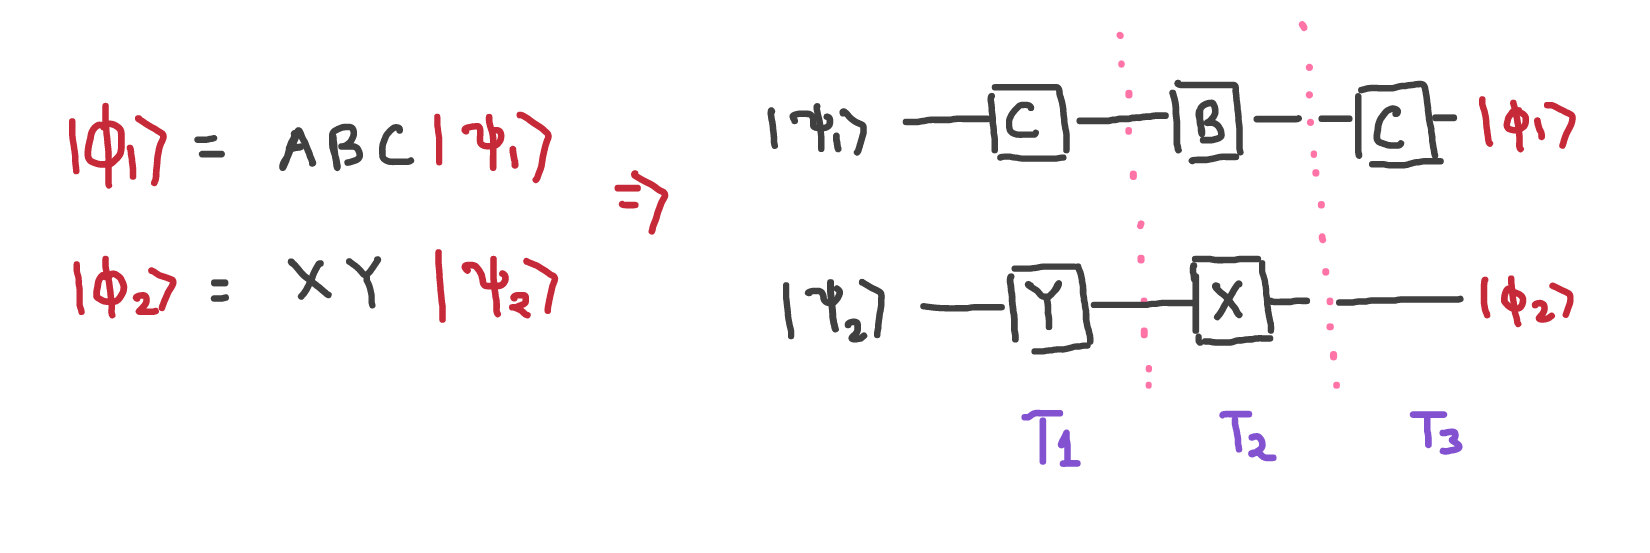 |ϕ₁⟩ = ABC|ψ₁⟩
|ϕ₂⟩ = XY|ψ₂⟩
⇒
|ψ₁⟩ C B C |ϕ₁⟩
|ψ₂⟩ Y X |ϕ₂⟩
T₁ T₂ T₃